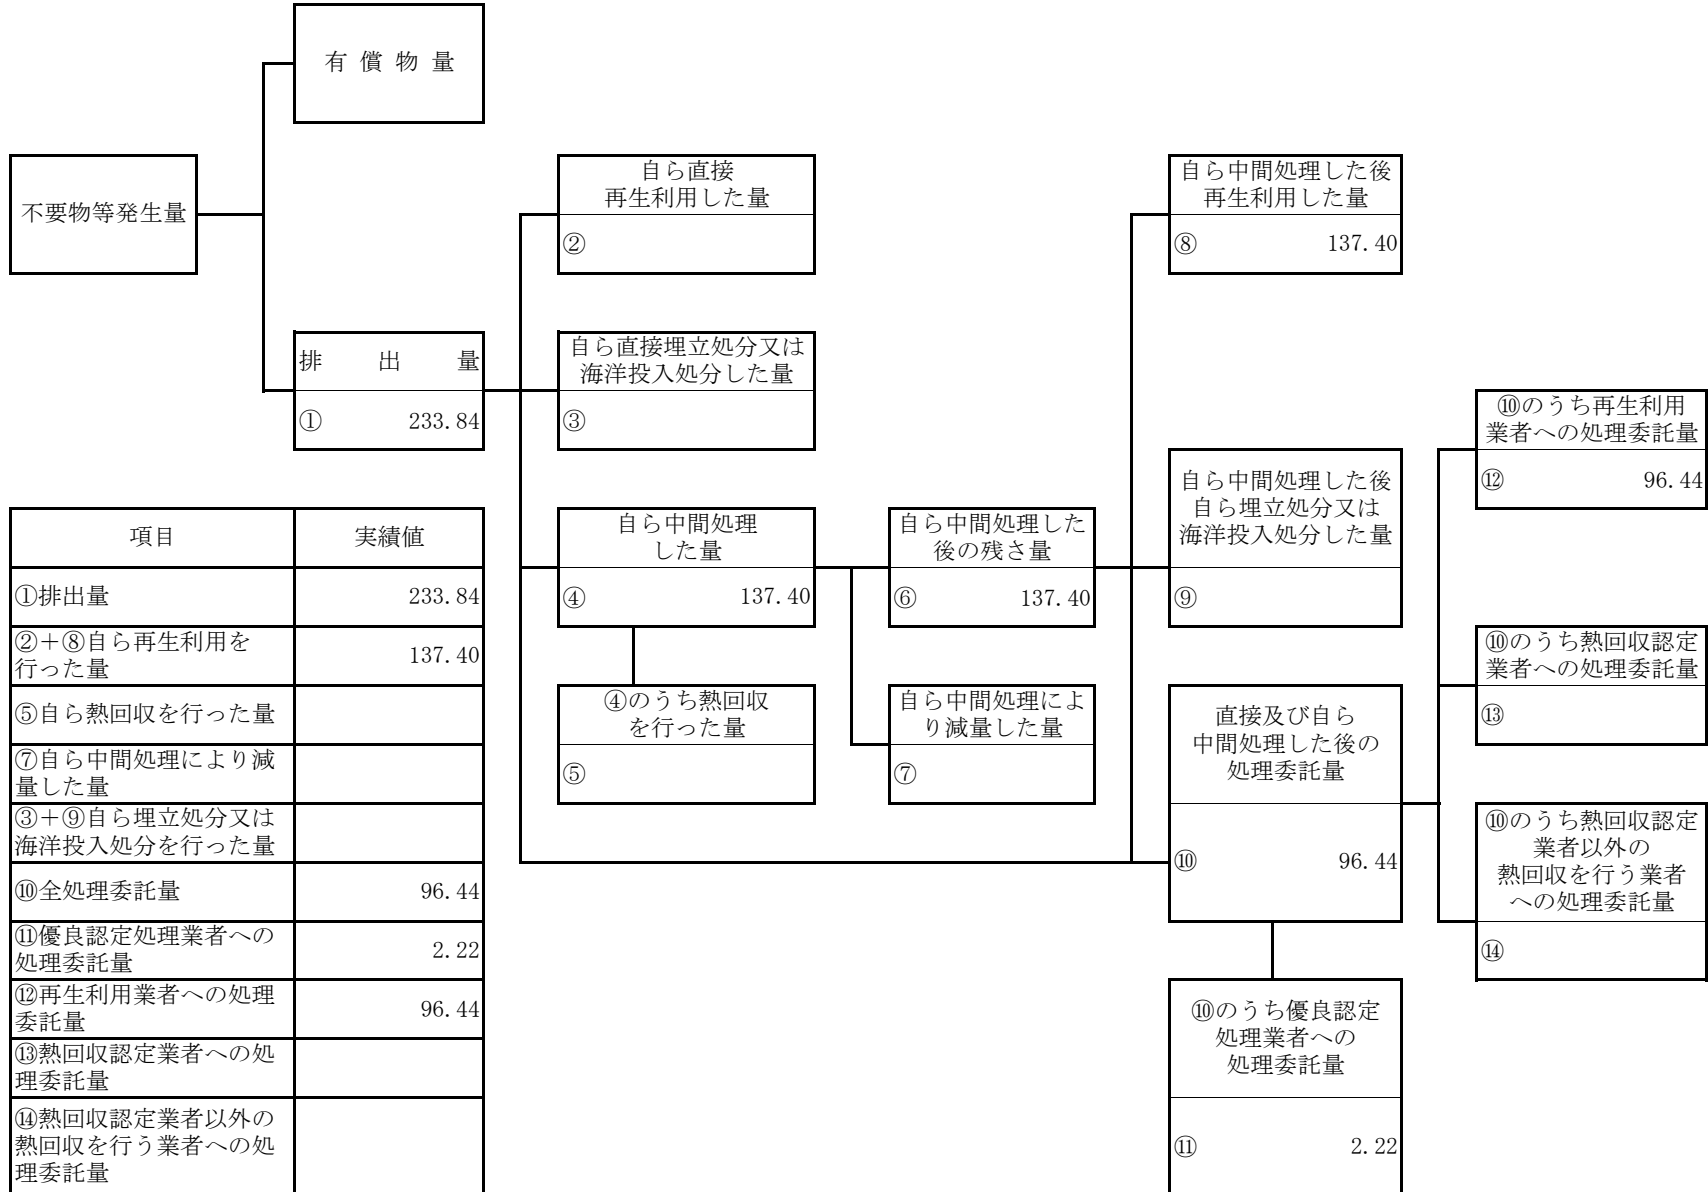 有 償 物 量
不要物等発生量
自ら直接
再生利用した量
②
自ら中間処理した後
再生利用した量
⑧ 137.40
排 出 量
① 233.84
自ら直接埋立処分又は
海洋投入処分した量
③
⑩のうち再生利用
業者への処理委託量
⑫ 96.44
自ら中間処理した後
自ら埋立処分又は
海洋投入処分した量
⑨
自ら中間処理
した量
④ 137.40
自ら中間処理した
後の残さ量
⑥ 137.40
⑩のうち熱回収認定
業者への処理委託量
⑬
④のうち熱回収
を行った量
⑤
自ら中間処理によ
り減量した量
⑦
直接及び自ら
中間処理した後の
処理委託量
⑩ 96.44
⑩のうち熱回収認定
業者以外の
熱回収を行う業者
への処理委託量
⑭
⑩のうち優良認定
処理業者への
処理委託量
⑪ 2.22
項目 実績値
①排出量 233.84
②＋⑧自ら再生利用を
行った量 137.40
⑤自ら熱回収を行った量
⑦自ら中間処理により減
量した量
③＋⑨自ら埋立処分又は
海洋投入処分を行った量
⑩全処理委託量 96.44
⑪優良認定処理業者への
処理委託量 2.22
⑫再生利用業者への処理
委託量 96.44
⑬熱回収認定業者への処
理委託量
⑭熱回収認定業者以外の
熱回収を行う業者への処
理委託量